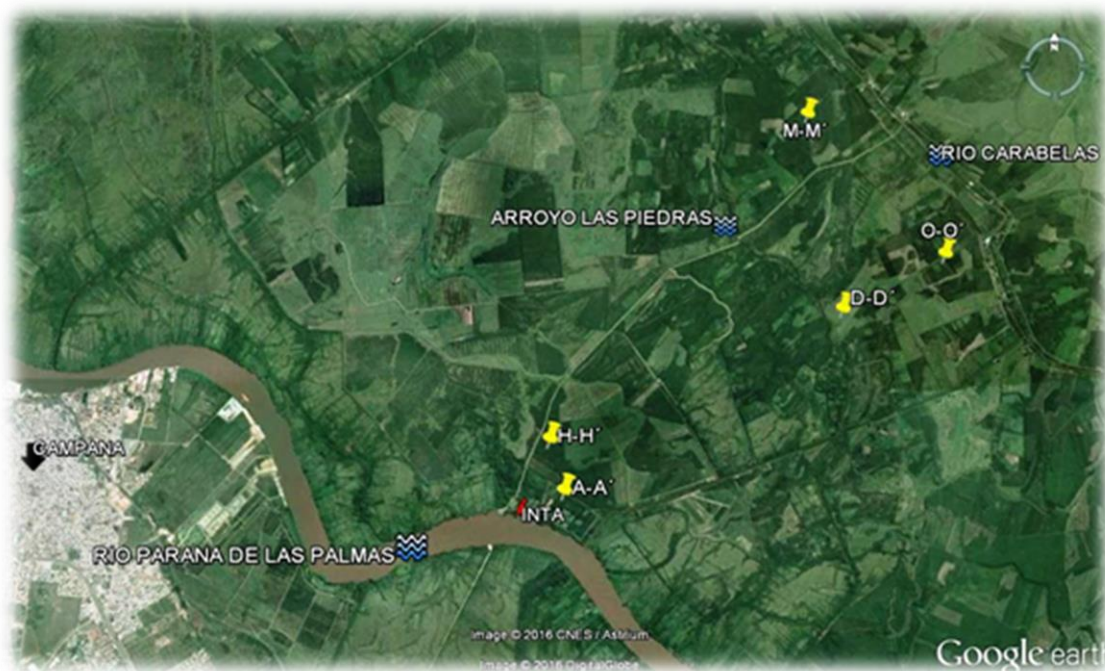 N
M-M´
RIO CARABELAS
ARROYO LAS PIEDRAS
O-O´
D-D´
H-H´
CAMPANA
A-A´
INTA
RIO PARANA DE LAS PALMAS
Image © 2016 CNES / Astrium
Image © 2016 DigitalGlobe
Google earth